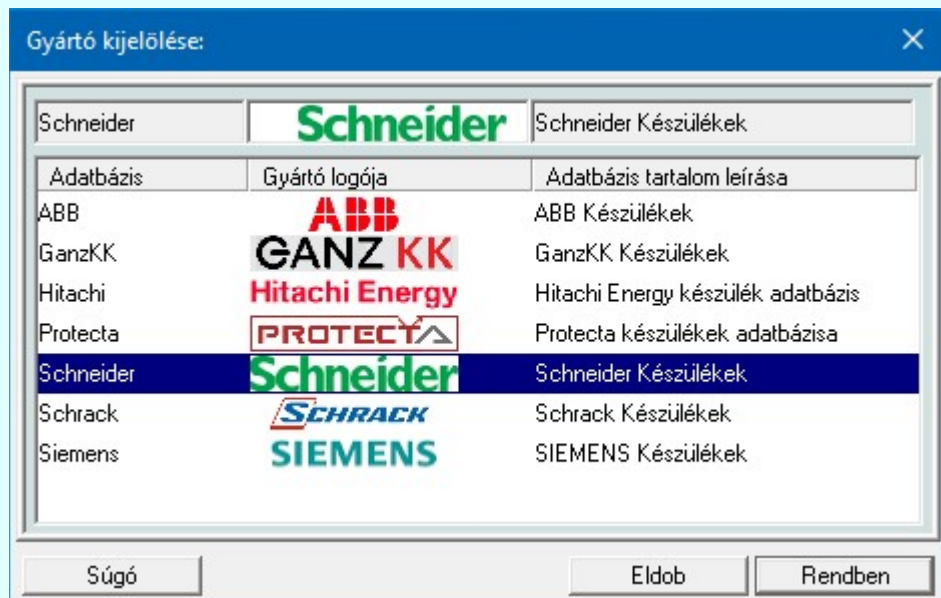 Gyártó kijelölése:
Schneider Schneider Schneider Készülékek
Adatbázis Gyártó logója Adatbázis tartalom leírása
ABB ABB ABB Készülékek
GanzKK GANZ KK GanzKK Készülékek
Hitachi Hitachi Energy Hitachi Energy készülék adatbázis
Protecta PROTECTA Protecta készülékek adatbázisa
Schneider Schneider Schneider Készülékek
Schrack SCHRACK Schrack Készülékek
Siemens SIEMENS SIEMENS Készülékek
Súgó Eldob Rendben